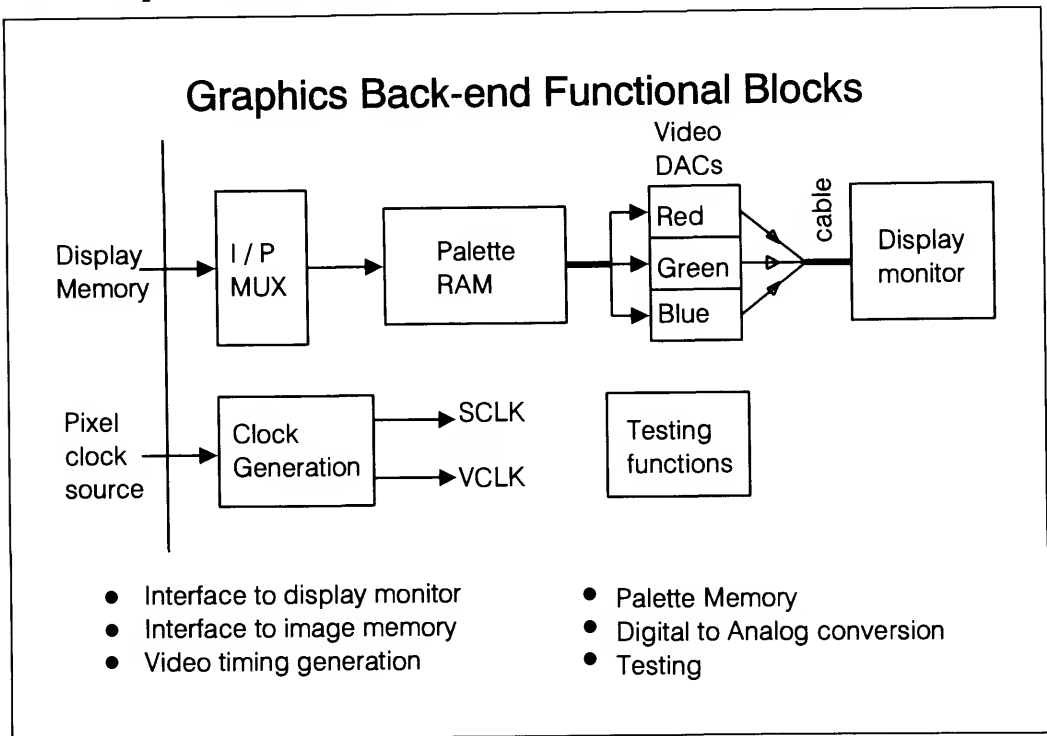 Graphics Back-end Functional Blocks
Video
DACs
Display
Memory
I / P
MUX
Palette
RAM
Red
Green
Blue
cable
Display
monitor
Pixel
clock
source
Clock
Generation
SCLK
VCLK
Testing
functions
● Interface to display monitor
● Interface to image memory
● Video timing generation
● Palette Memory
● Digital to Analog conversion
● Testing